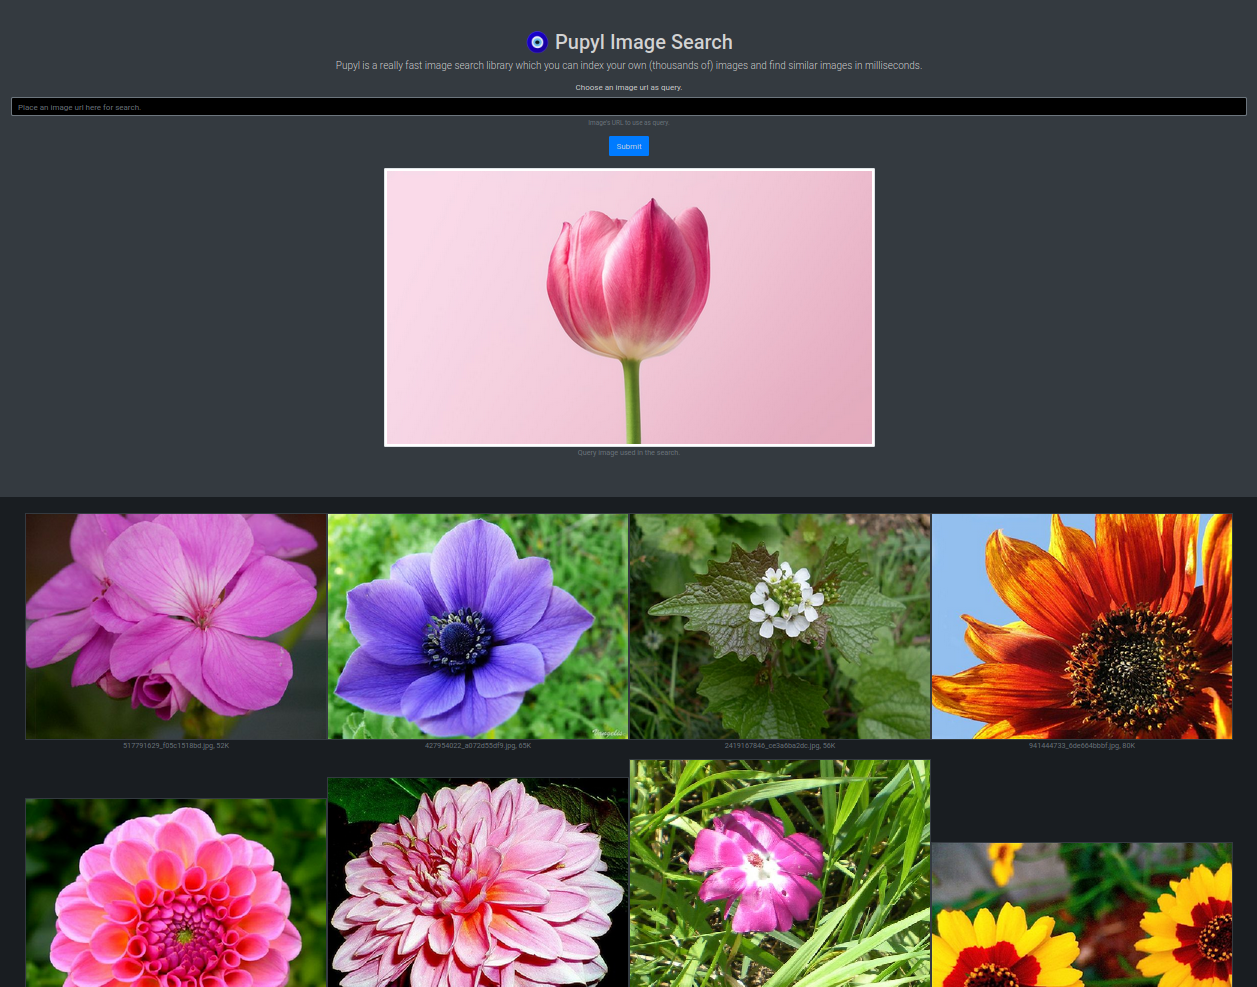 Pupyl Image Search
Pupyl is a really fast image search library which you can index your own (thousands of) images and find similar images in milliseconds.
Choose an image url as query.
Place an image url here for search.
Image's URL to use as query.
Submit
Query image used in the search.
517791629_f05c1518bd.jpg, 52K
427954022_a072d55df9.jpg, 65K
2419167846_ce3a6ba2dc.jpg, 56K
941444733_6de664bbbf.jpg, 80K